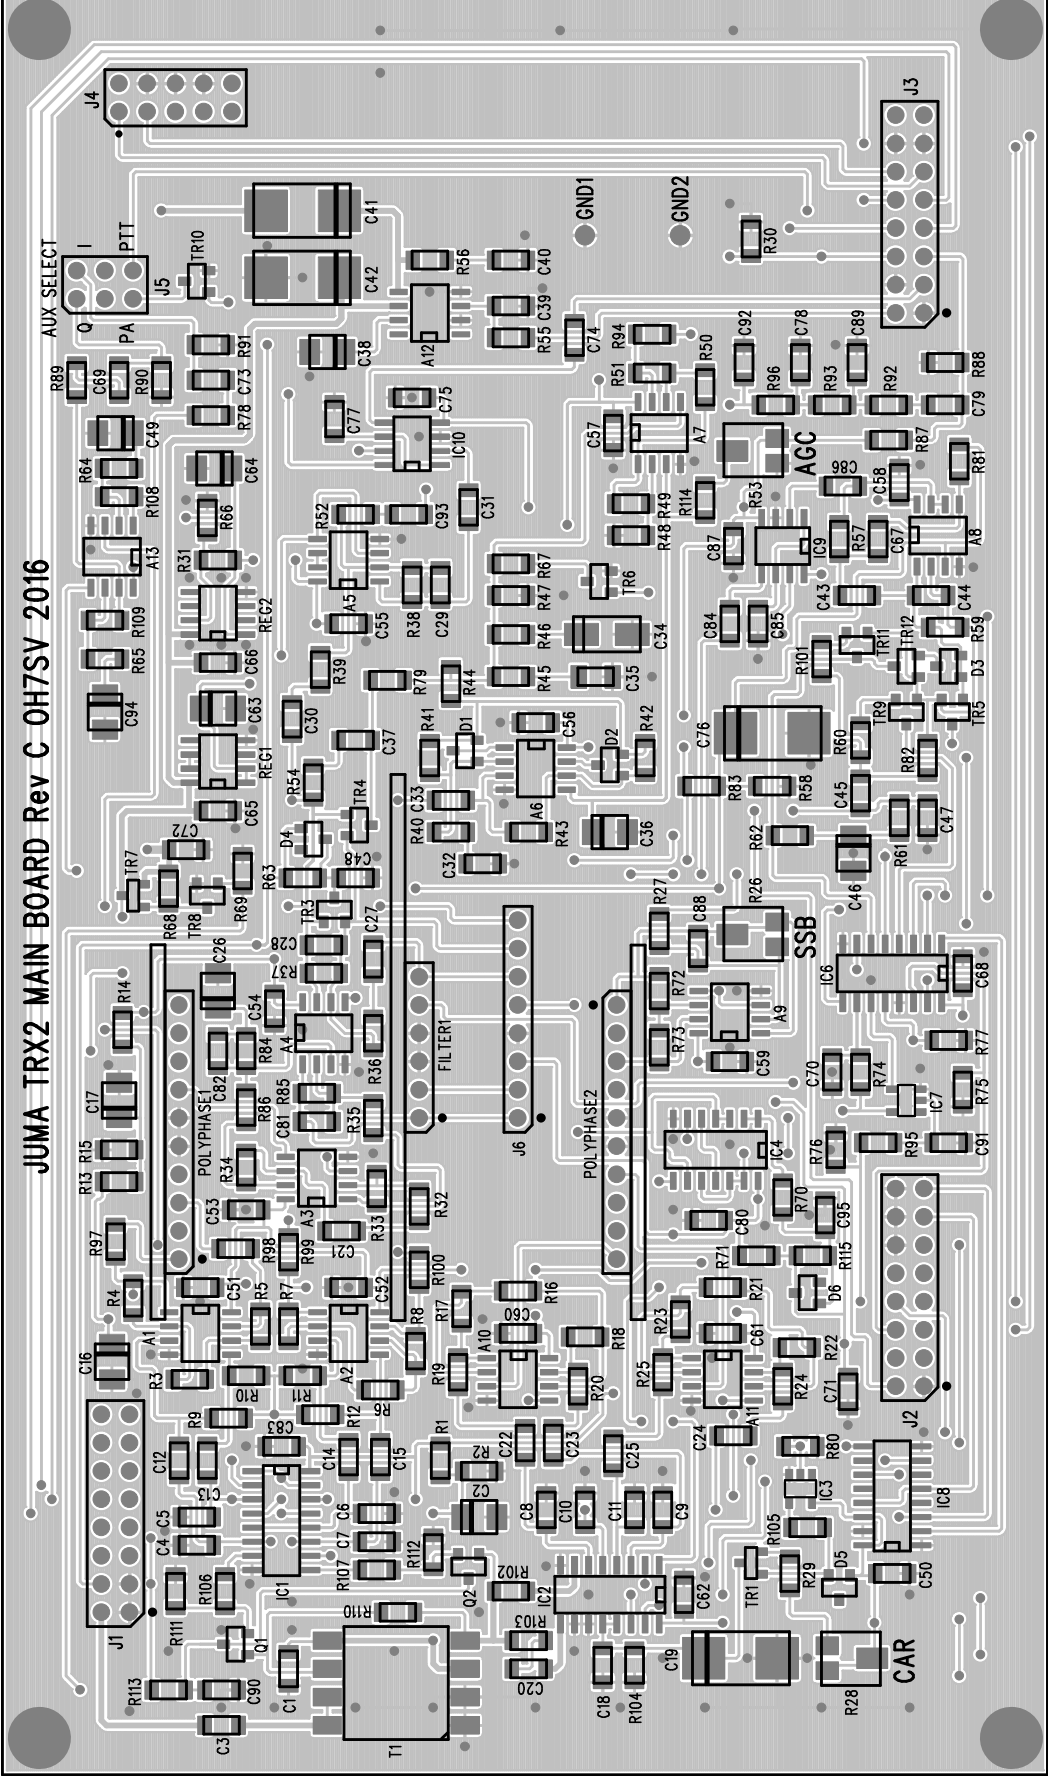 J4
J3
AUX SELECT
I
PTT
TR10
C41
GND1
GND2
R30
C42
R56
C40
J5
Q
PA
R91
C38
A12
C39
R55
C74
R94
C92
C78
C89
R89
C69
R90
C73
R51
R50
R88
C49
R78
C77
C75
C57
A7
R96
R93
R92
C79
R64
C64
IC10
AGC
R87
R108
R66
R52
C93
C31
R49
R114
R53
C86
C58
R81
A13
R31
R48
C87
IC9
R57
C67
A8
R67
R109
REG2
A5
R38
C29
R47
TR6
C84
C85
C43
C44
C55
R46
C34
TR11
TR12
R59
R65
C66
R39
R79
R44
R45
C35
R101
D3
C94
C63
C30
R41
D1
C56
R42
C76
TR9
TR5
REG1
C37
D2
R60
R82
R54
TR4
C33
A6
R83
R58
C45
C65
R40
R43
C36
C47
C72
D4
R62
R61
TR7
C48
C32
C46
R63
R68
TR8
R69
TR3
C27
R27
C88
R26
JUMA TRX2 MAIN BOARD Rev C OH7SV 2016
C28
SSB
C26
R37
R72
IC6
C68
R14
C54
A4
R73
A9
C82
R84
R36
FILTER1
C59
R77
C17
R85
C70
R74
POLYPHASE1
R86
C81
R35
J6
POLYPHASE2
IC7
R75
R15
R34
IC4
R76
R95
C91
R13
C53
A3
R33
R32
R70
R97
C21
C80
C95
R98
R99
R100
R71
R115
R4
C51
R5
R7
C52
R16
R21
D6
A1
R8
R17
C60
R23
C61
C16
A10
R18
R22
R3
A2
R19
R25
R10
R11
R6
R20
A11
R24
C71
J2
R9
R12
C83
R1
C22
C23
C24
C12
C14
C15
R2
C25
R80
C13
C2
IC3
IC8
C5
C6
C8
C10
C11
C9
C4
C7
R112
R105
R107
D5
R106
IC1
Q2
R102
IC2
C62
TR1
R29
C50
R111
R110
J1
Q1
R103
C19
CAR
R113
C90
C1
C20
C18
R104
R28
C3
T1